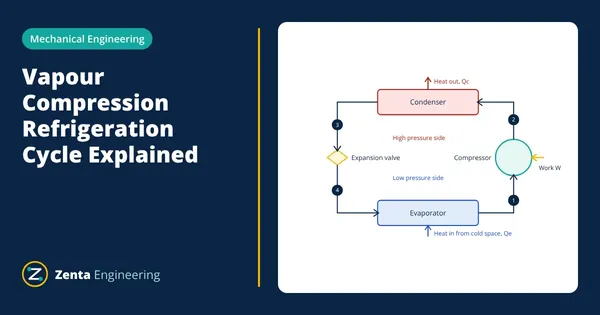 Mechanical Engineering
Vapour
Compression
Refrigeration
Cycle Explained
Zenta Engineering
Heat out, Qc
Condenser
2
3
High pressure side
Expansion valve
Compressor
Work W
Low pressure side
4
1
Evaporator
Heat in from cold space, Qe